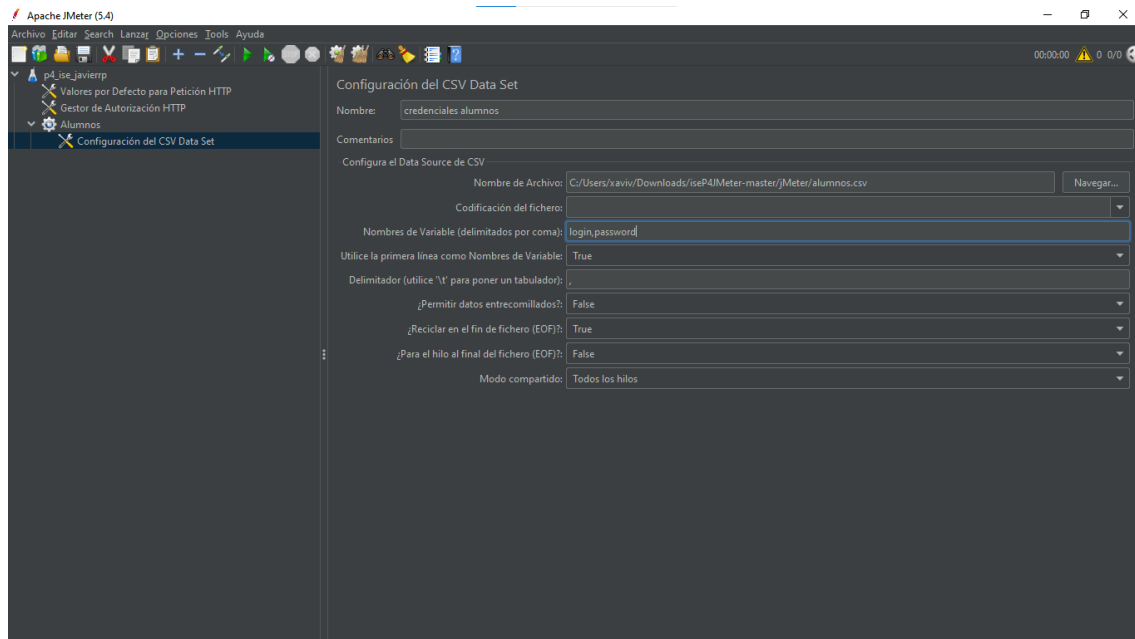 Apache JMeter (5.4)
Archivo Editar Search Lanzar Opciones Tools Ayuda
00:00:00 0 0/0
p4_ise_javierrp
Valores por Defecto para Petición HTTP
Gestor de Autorización HTTP
Alumnos
Configuración del CSV Data Set
Configuración del CSV Data Set
Nombre: credenciales alumnos
Comentarios
Configura el Data Source de CSV
Nombre de Archivo: C:/Users/xaviv/Downloads/iseP4JMeter-master/jMeter/alumnos.csv Navegar...
Codificación del fichero:
Nombres de Variable (delimitados por coma): login,password
Utilice la primera línea como Nombres de Variable: True
Delimitador (utilice '\t' para poner un tabulador): ,
¿Permitir datos entrecomillados?: False
¿Reciclar en el fin de fichero (EOF)?: True
¿Para el hilo al final del fichero (EOF)?: False
Modo compartido: Todos los hilos